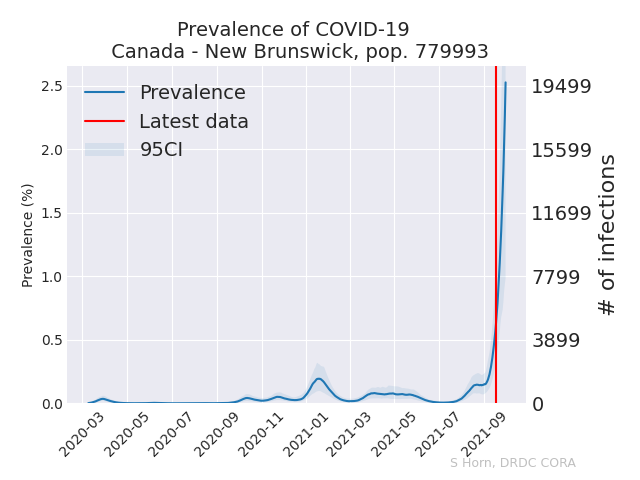 Prevalence of COVID-19
Canada - New Brunswick, pop. 779993
Prevalence
Latest data
95CI
Prevalence (%)
2.5
2.0
1.5
1.0
0.5
0.0
19499
15599
11699
7799
3899
0
# of infections
2020-03
2020-05
2020-07
2020-09
2020-11
2021-01
2021-03
2021-05
2021-07
2021-09
S Horn, DRDC CORA